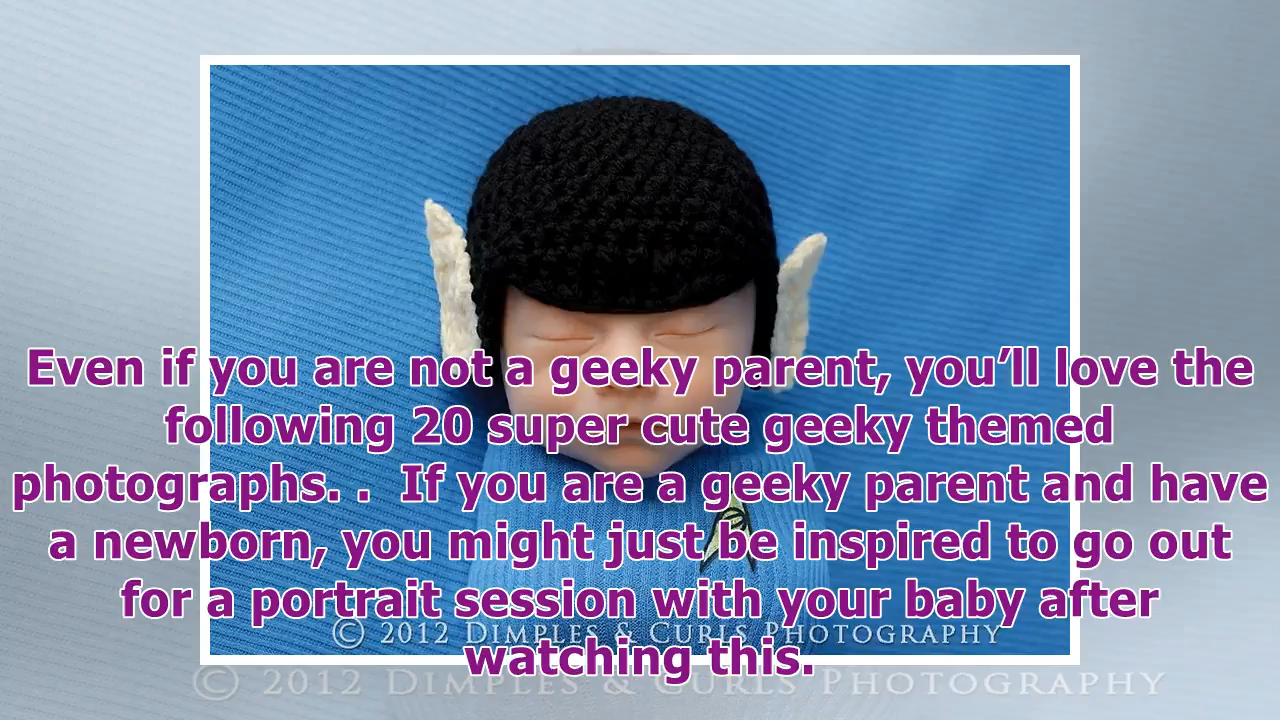 Even if you are not a geeky parent, you’ll love the
following 20 super cute geeky themed
photographs. .  If you are a geeky parent and have
a newborn, you might just be inspired to go out
for a portrait session with your baby after
© 2012 Dimples & Curls Photography
watching this.
© 2012 Dimples & Curls Photography